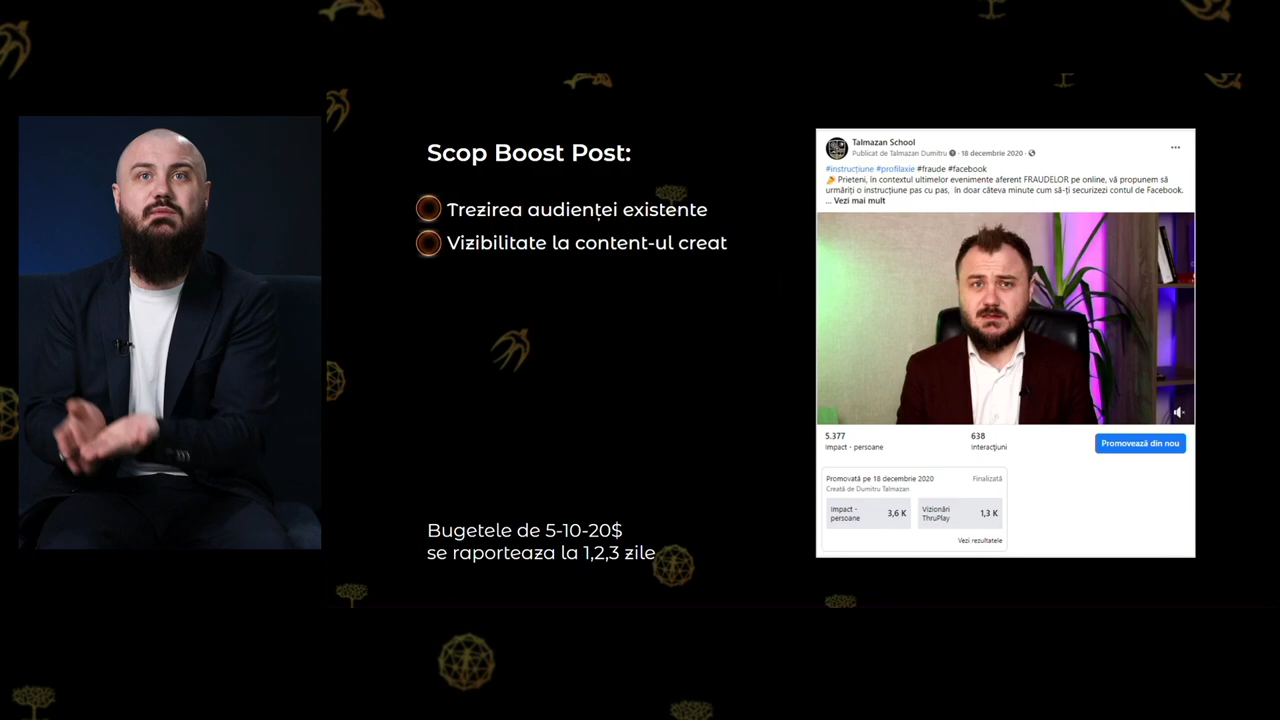 Scop Boost Post:
Trezirea audienței existente
Vizibilitate la content-ul creat
Bugetele de 5-10-20$
se raporteaza la 1,2,3 zile
Talmazan School
Publicat de Talmazan Dumitru · 18 decembrie 2020 ·
#instrucțiune #profilaxie #fraude #facebook
Prieteni, în contextul ultimelor evenimente aferent FRAUDELOR pe online, vă propunem să
urmăriți o instrucțiune pas cu pas, în doar câteva minute cum să-ți securizezi contul de Facebook.
... Vezi mai mult
5.377
Impact - persoane
638
Interacțiuni
Promovează din nou
Promovată pe 18 decembrie 2020
Finalizată
Creată de Dumitru Talmazan
Impact -
persoane
3,6 K
Vizionări
ThruPlay
1,3 K
Vezi rezultatele